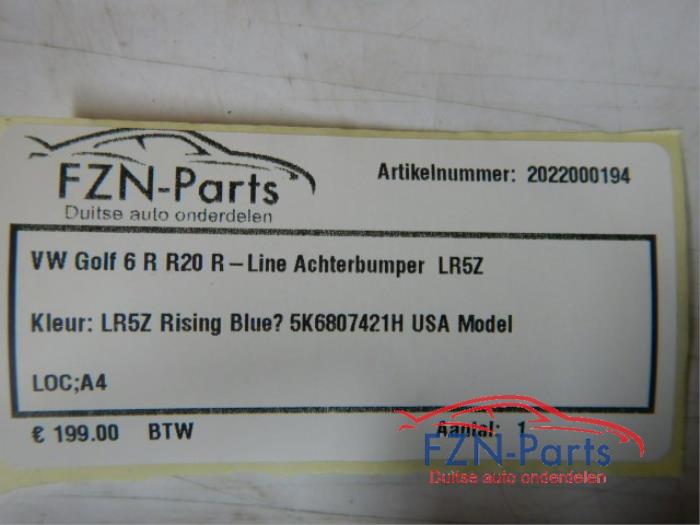 FZN-Parts
Duitse auto onderdelen
Artikelnummer: 2022000194
VW Golf 6 R R20 R-Line Achterbumper LR5Z
Kleur: LR5Z Rising Blue? 5K6807421H USA Model
LOC;A4
€ 199.00 BTW
Aantal: 1
FZN-Parts
Duitse auto onderdelen